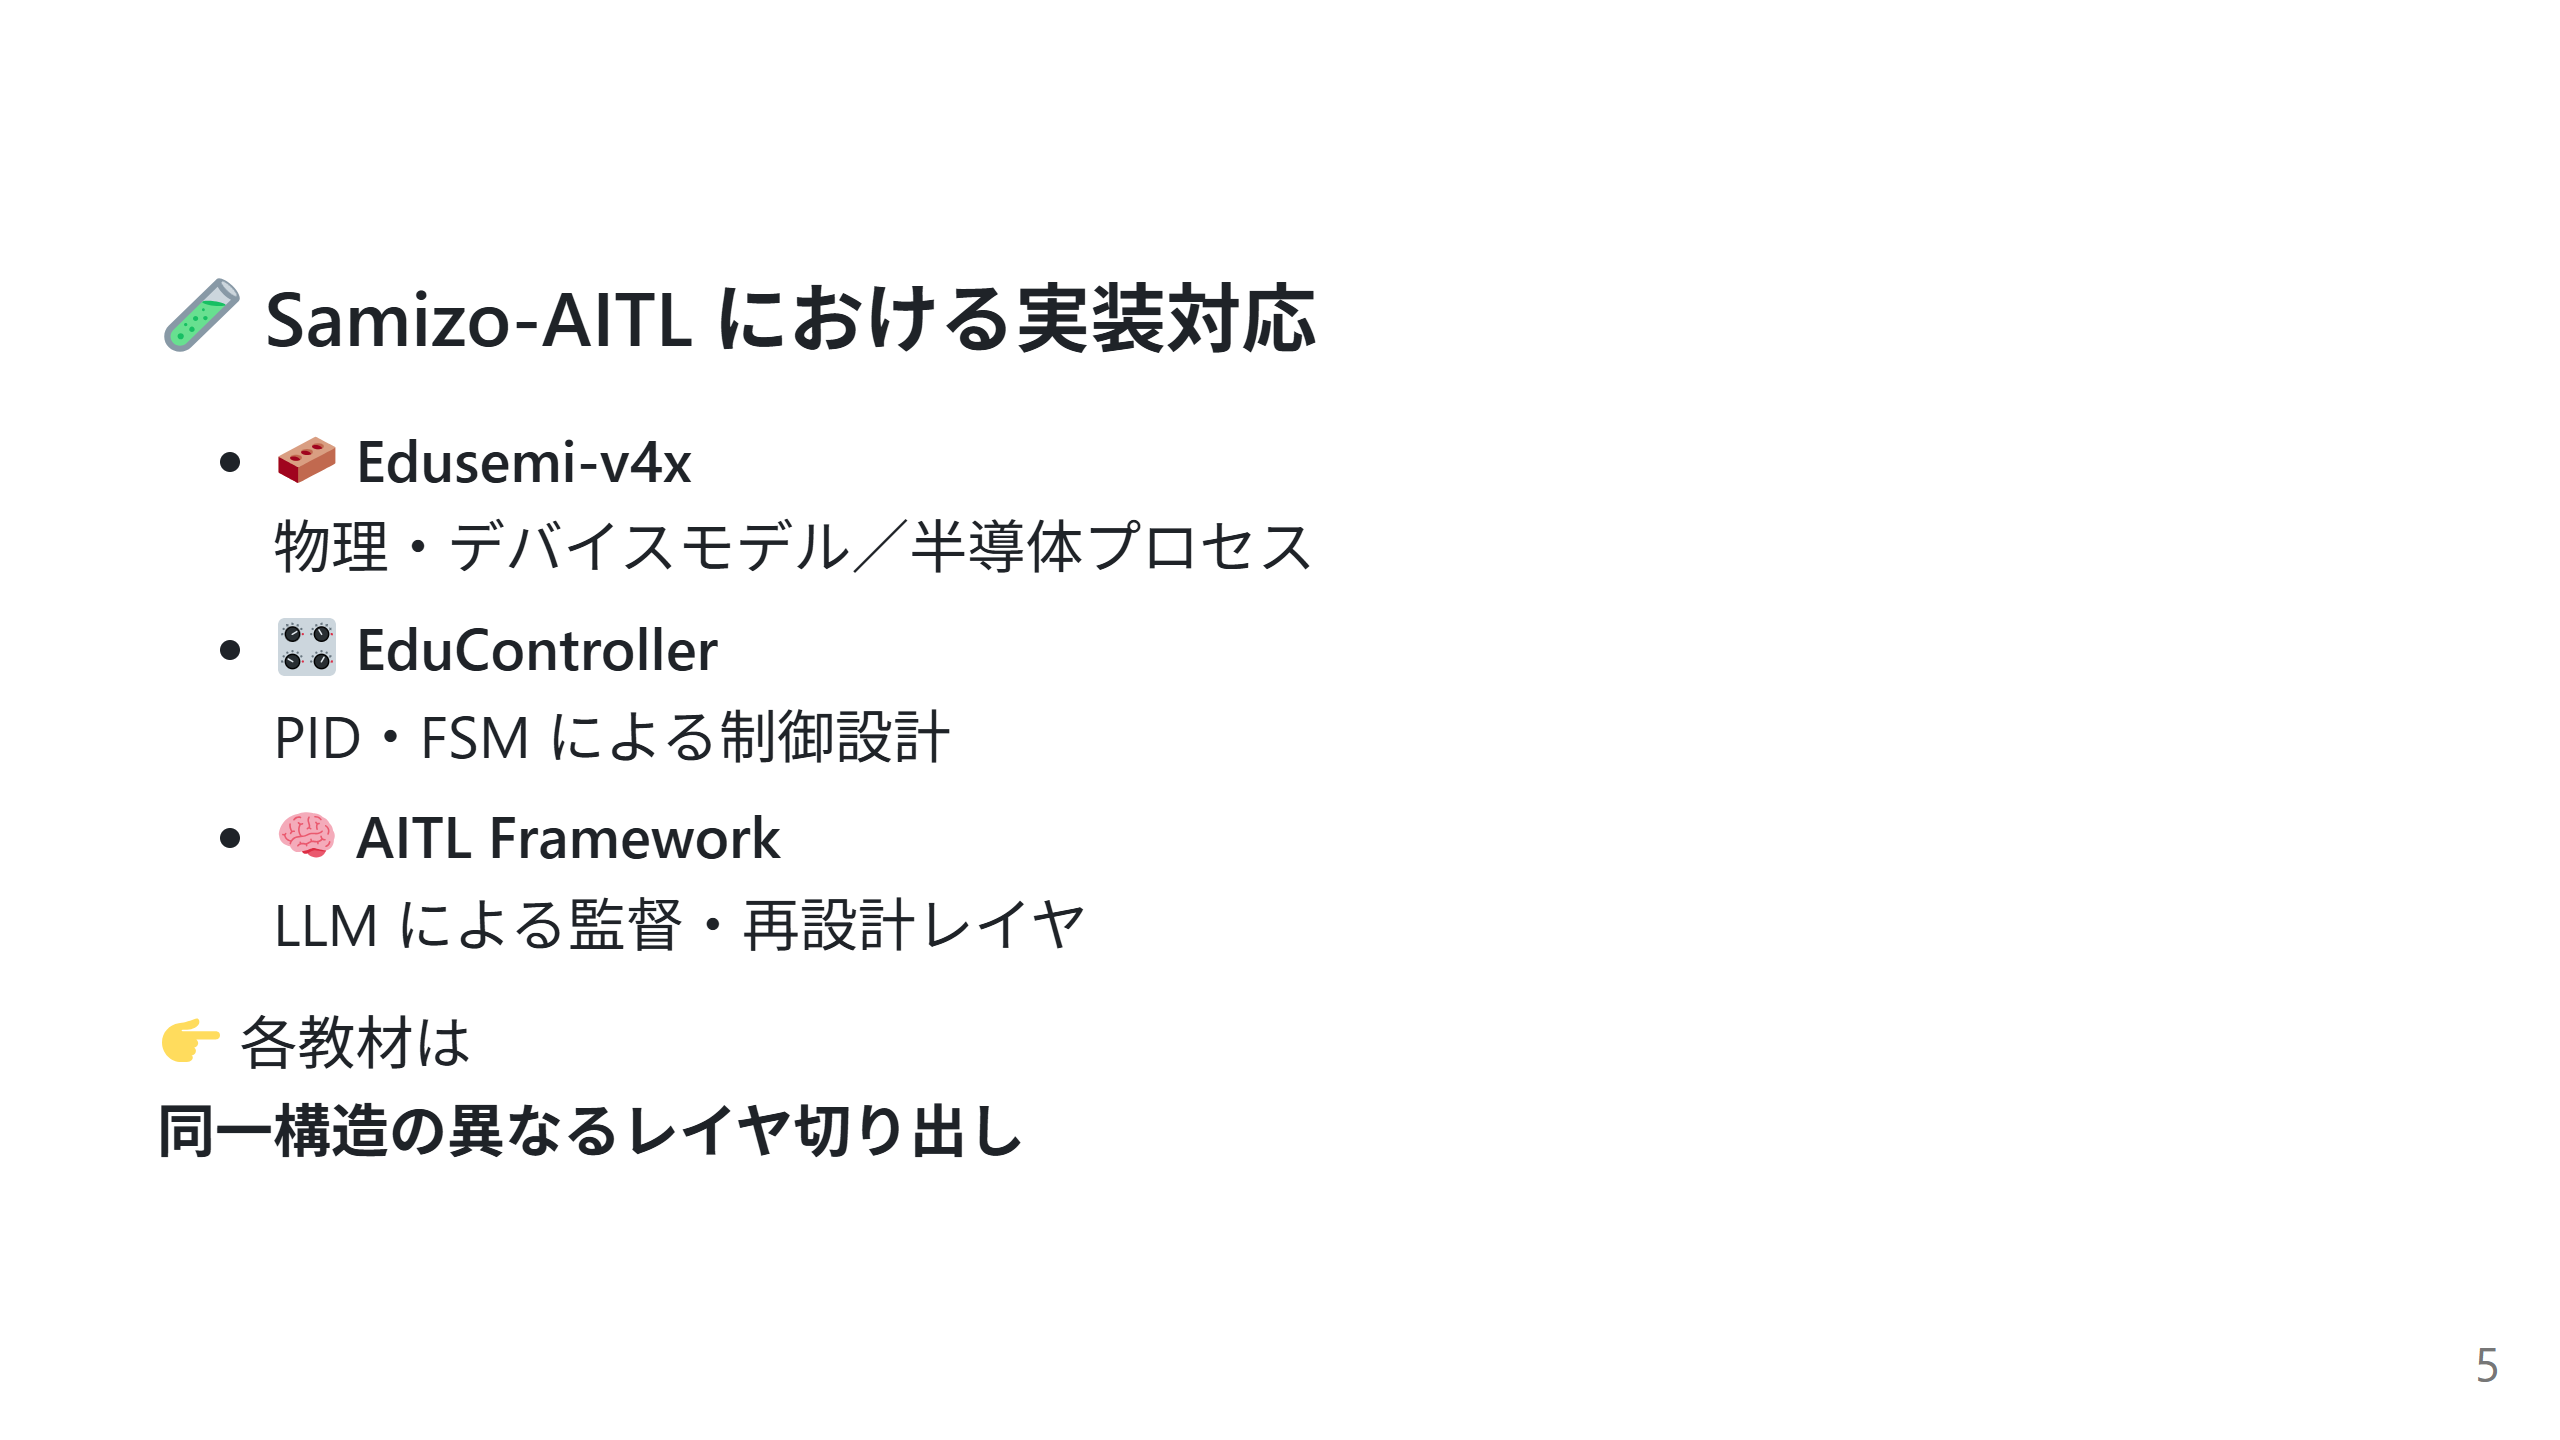 🧪 Samizo-AITL における実装対応
• 🧱 Edusemi-v4x
物理・デバイスモデル／半導体プロセス
• 🎛 EduController
PID・FSM による制御設計
• 🧠 AITL Framework
LLM による監督・再設計レイヤ
👉 各教材は
同一構造の異なるレイヤ切り出し
5